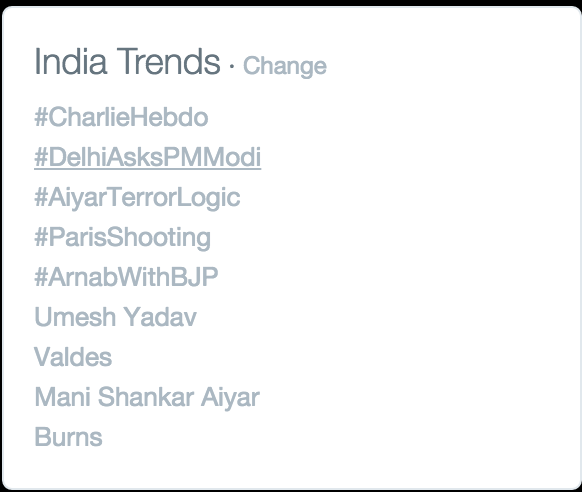 India Trends · Change
#CharlieHebdo
#DelhiAsksPMModi
#AiyarTerrorLogic
#ParisShooting
#ArnabWithBJP
Umesh Yadav
Valdes
Mani Shankar Aiyar
Burns